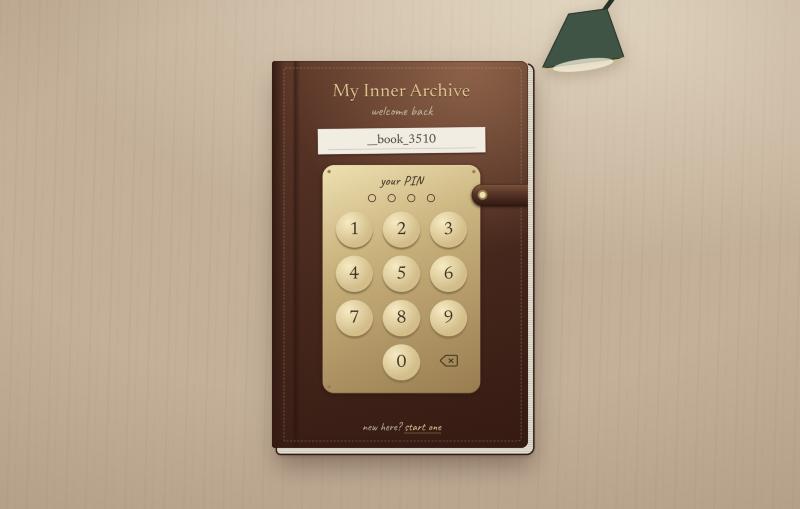 My Inner Archive
welcome back
__book_3510
your PIN
1 2 3
4 5 6
7 8 9
0
new here? start one